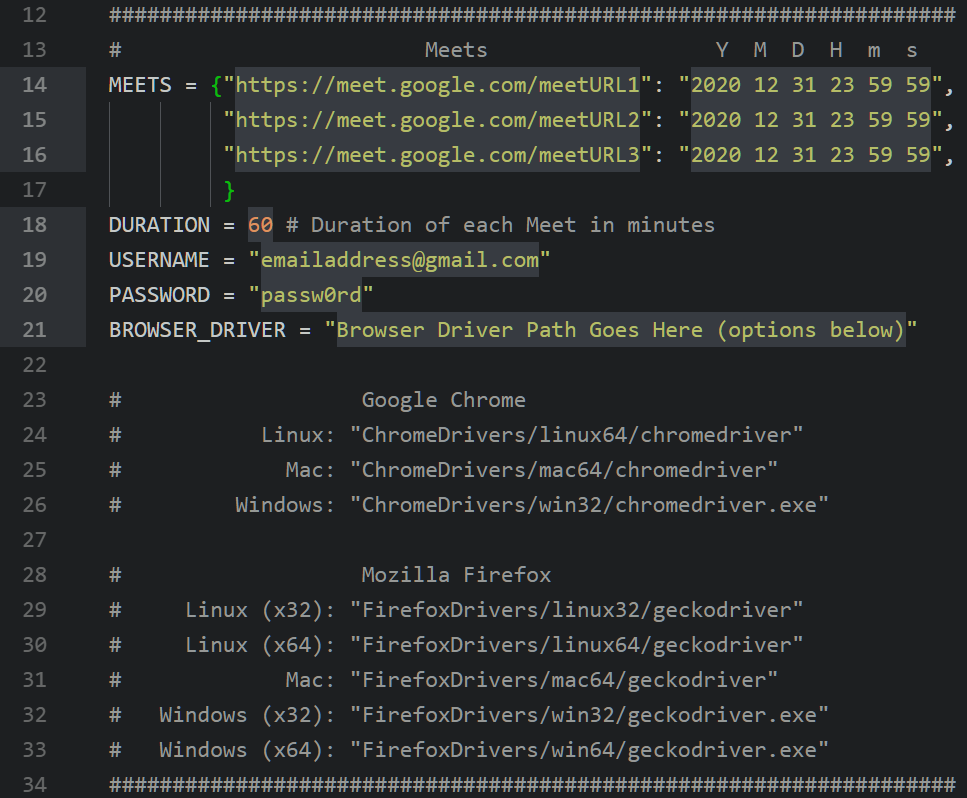 12 ###################################################################
13 #                        Meets                  Y  M  D  H  m  s
14 MEETS = {"https://meet.google.com/meetURL1": "2020 12 31 23 59 59",
15          "https://meet.google.com/meetURL2": "2020 12 31 23 59 59",
16          "https://meet.google.com/meetURL3": "2020 12 31 23 59 59",
17          }
18 DURATION = 60 # Duration of each Meet in minutes
19 USERNAME = "emailaddress@gmail.com"
20 PASSWORD = "passw0rd"
21 BROWSER_DRIVER = "Browser Driver Path Goes Here (options below)"
22
23 #                   Google Chrome
24 #           Linux: "ChromeDrivers/linux64/chromedriver"
25 #             Mac: "ChromeDrivers/mac64/chromedriver"
26 #         Windows: "ChromeDrivers/win32/chromedriver.exe"
27
28 #                   Mozilla Firefox
29 #     Linux (x32): "FirefoxDrivers/linux32/geckodriver"
30 #     Linux (x64): "FirefoxDrivers/linux64/geckodriver"
31 #             Mac: "FirefoxDrivers/mac64/geckodriver"
32 #   Windows (x32): "FirefoxDrivers/win32/geckodriver.exe"
33 #   Windows (x64): "FirefoxDrivers/win64/geckodriver.exe"
34 ###################################################################